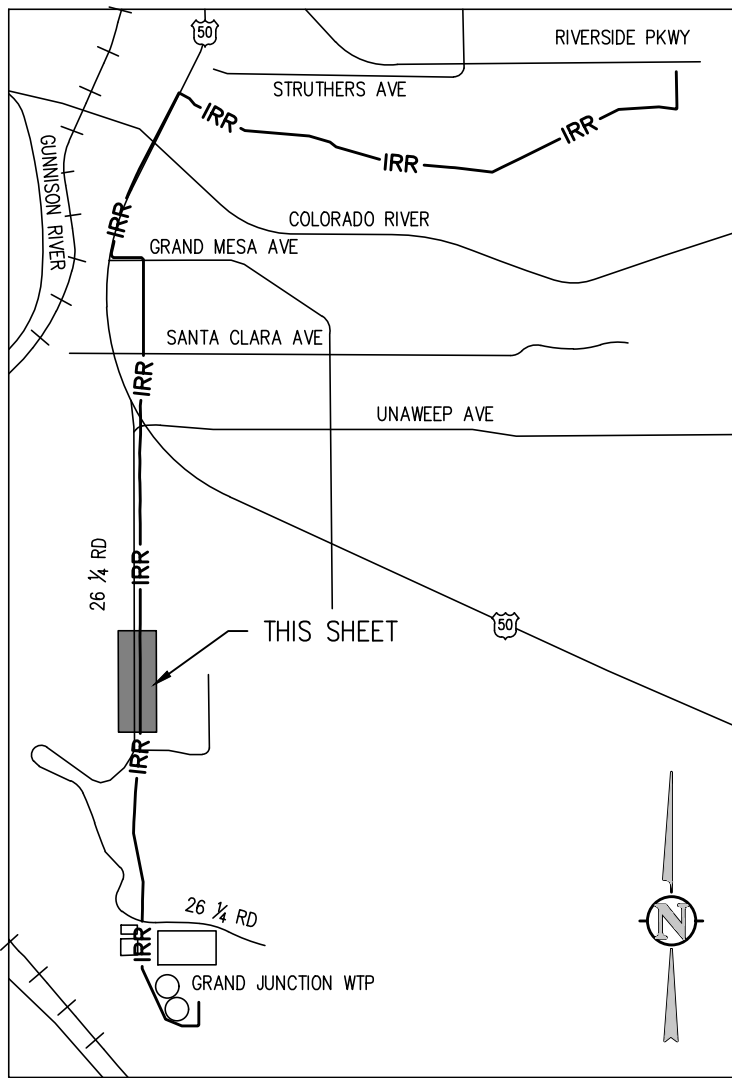 50
RIVERSIDE PKWY
STRUTHERS AVE
IRR
IRR
IRR
GUNNISON RIVER
IRR
COLORADO RIVER
GRAND MESA AVE
SANTA CLARA AVE
IRR
UNAWEEP AVE
26 ¼ RD
IRR
THIS SHEET
50
IRR
26 ¼ RD
N
IRR
GRAND JUNCTION WTP